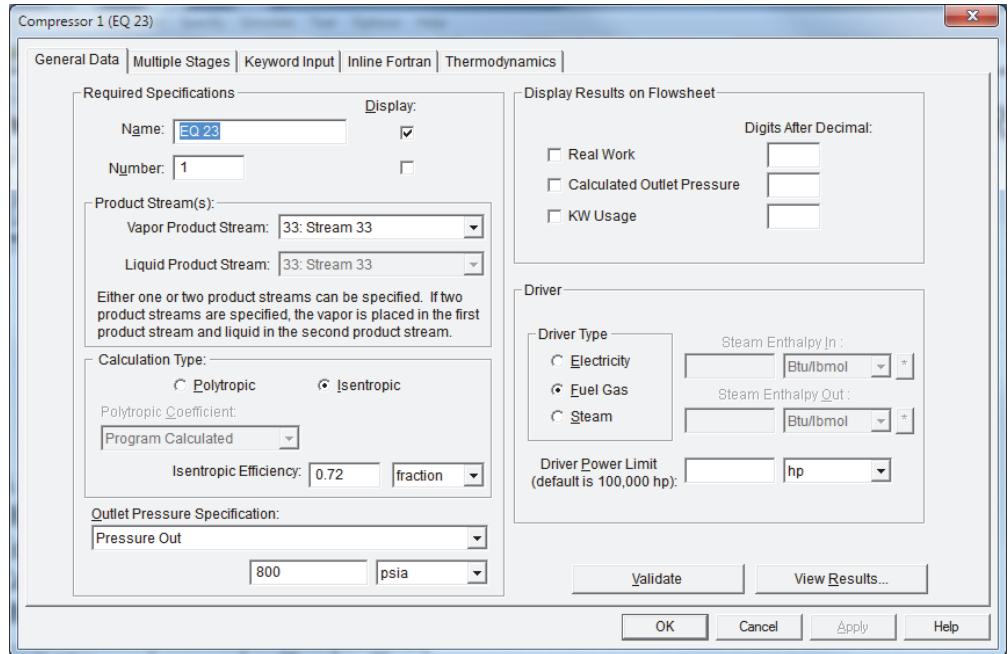 Compressor 1 (EQ 23)
General Data Multiple Stages Keyword Input Inline Fortran Thermodynamics
Required Specifications
Display:
Name: EQ 23
Number: 1
Product Stream(s):
Vapor Product Stream: 33: Stream 33
Liquid Product Stream: 33: Stream 33
Either one or two product streams can be specified. If two
product streams are specified, the vapor is placed in the first
product stream and liquid in the second product stream.
Calculation Type:
Polytropic Isentropic
Polytropic Coefficient:
Program Calculated
Isentropic Efficiency: 0.72 fraction
Outlet Pressure Specification:
Pressure Out
800 psia
Display Results on Flowsheet
Digits After Decimal:
Real Work
Calculated Outlet Pressure
KW Usage
Driver
Driver Type
Electricity
Fuel Gas
Steam
Steam Enthalpy In :
Btu/lbmol *
Steam Enthalpy Out :
Btu/lbmol *
Driver Power Limit
(default is 100,000 hp): hp
Validate View Results...
OK Cancel Apply Help